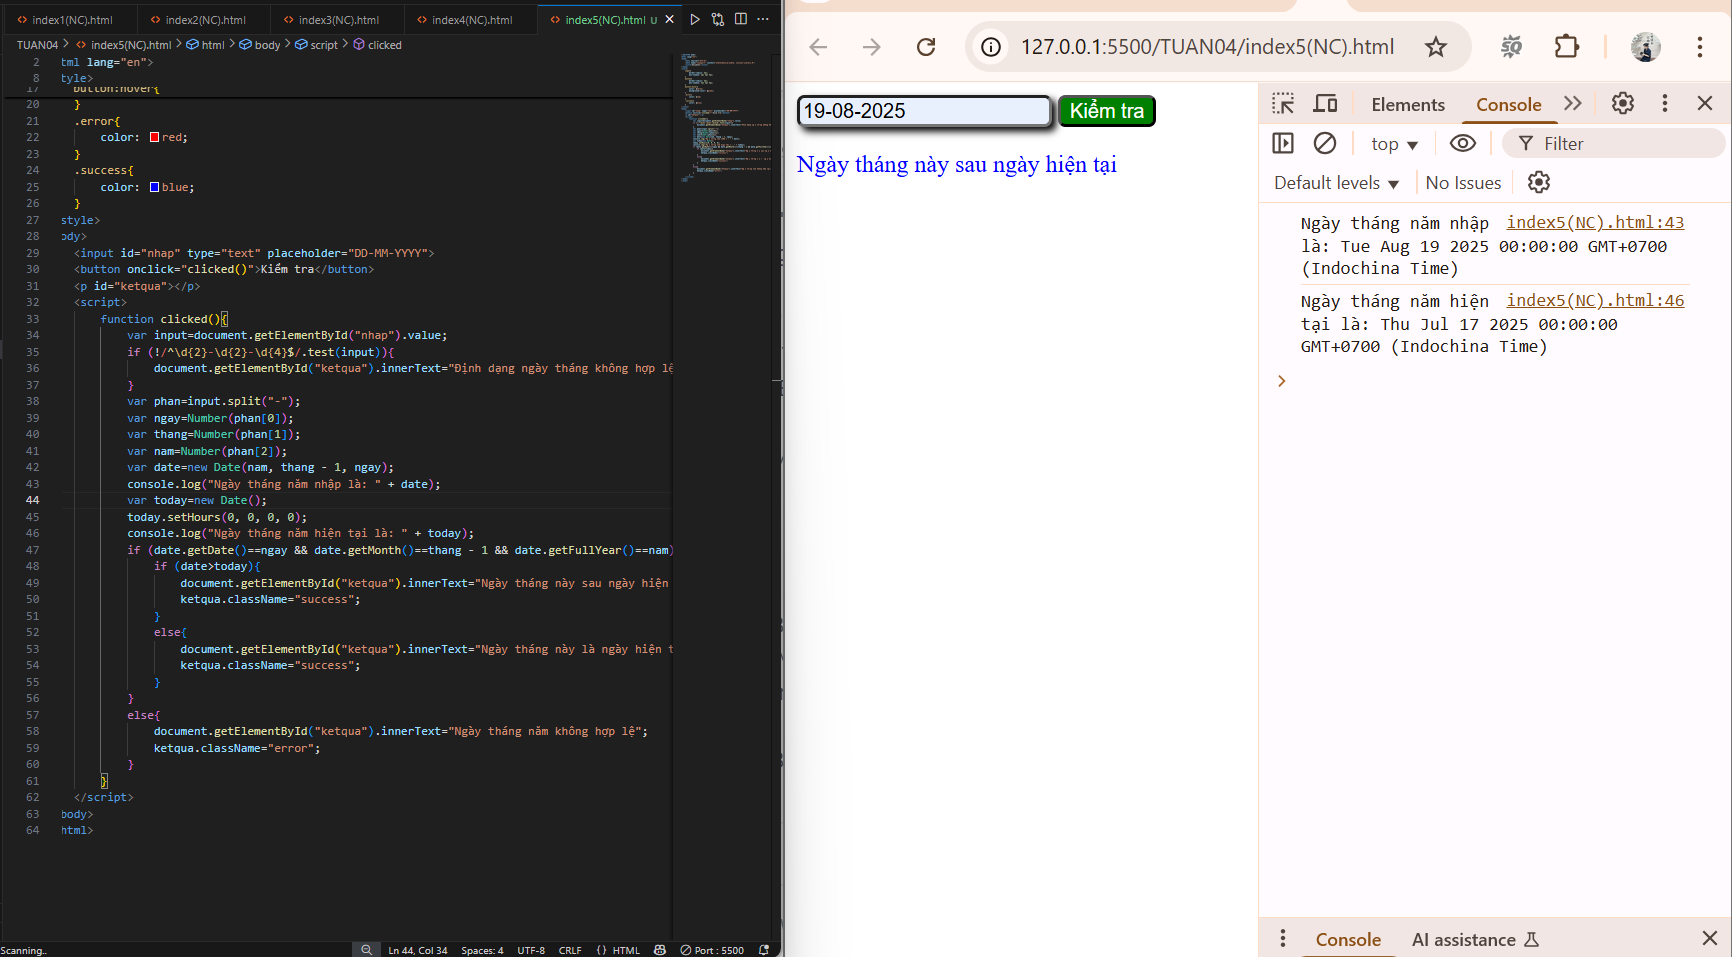 index1(NC).html
index2(NC).html
index3(NC).html
index4(NC).html
index5(NC).html U
TUAN04 > index5(NC).html > html > body > script > clicked
2 tml lang="en">
8 tyle>
17 button:hover{
20 }
21 .error{
22 color: red;
23 }
24 .success{
25 color: blue;
26 }
27 style>
28 ody>
29 <input id="nhap" type="text" placeholder="DD-MM-YYYY">
30 <button onclick="clicked()">Kiểm tra</button>
31 <p id="ketqua"></p>
32 <script>
33 function clicked(){
34 var input=document.getElementById("nhap").value;
35 if (!/^\d{2}-\d{2}-\d{4}$/.test(input)){
36 document.getElementById("ketqua").innerText="Định dạng ngày tháng không hợp lệ
37 }
38 var phan=input.split("-");
39 var ngay=Number(phan[0]);
40 var thang=Number(phan[1]);
41 var nam=Number(phan[2]);
42 var date=new Date(nam, thang - 1, ngay);
43 console.log("Ngày tháng năm nhập là: " + date);
44 var today=new Date();
45 today.setHours(0, 0, 0, 0);
46 console.log("Ngày tháng năm hiện tại là: " + today);
47 if (date.getDate()==ngay && date.getMonth()==thang - 1 && date.getFullYear()==nam)
48 if (date>today){
49 document.getElementById("ketqua").innerText="Ngày tháng này sau ngày hiện
50 ketqua.className="success";
51 }
52 else{
53 document.getElementById("ketqua").innerText="Ngày tháng này là ngày hiện t
54 ketqua.className="success";
55 }
56 }
57 else{
58 document.getElementById("ketqua").innerText="Ngày tháng năm không hợp lệ";
59 ketqua.className="error";
60 }
61 }
62 </script>
63 body>
64 html>
Scanning..
Ln 44, Col 34
Spaces: 4
UTF-8
CRLF
{} HTML
Port : 5500
127.0.0.1:5500/TUAN04/index5(NC).html
19-08-2025
Kiểm tra
Ngày tháng này sau ngày hiện tại
Elements
Console
top
Filter
Default levels
No Issues
Ngày tháng năm nhập index5(NC).html:43
là: Tue Aug 19 2025 00:00:00 GMT+0700
(Indochina Time)
Ngày tháng năm hiện index5(NC).html:46
tại là: Thu Jul 17 2025 00:00:00
GMT+0700 (Indochina Time)
Console
AI assistance